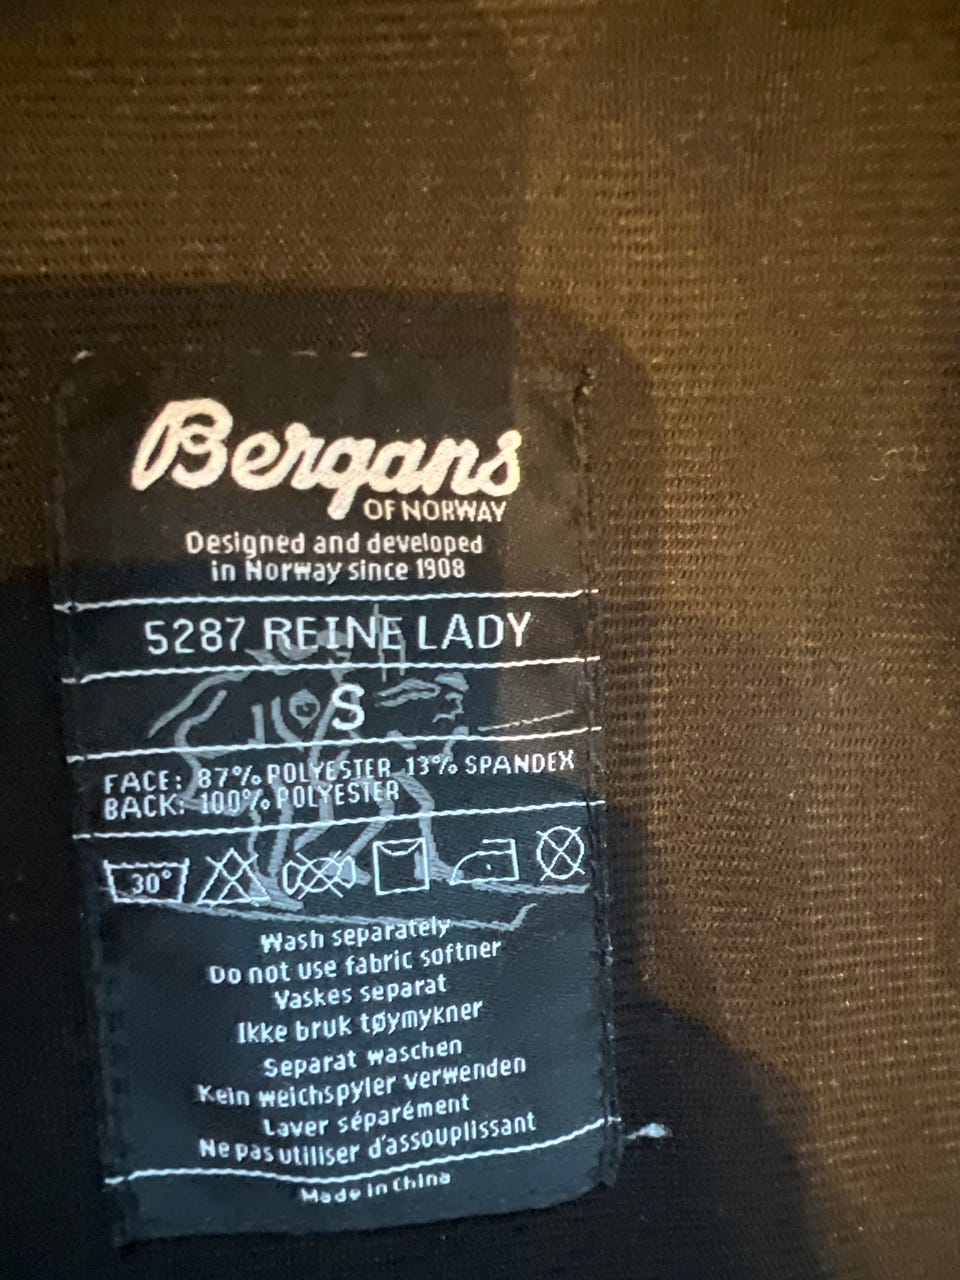 Bergans
OF NORWAY
Designed and developed
in Norway since 1908
5287 REINE LADY
S
FACE: 87% POLYESTER 13% SPANDEX
BACK: 100% POLYESTER
30°
Wash separately
Do not use fabric softner
Vaskes separat
Ikke bruk tøymykner
Separat waschen
Kein weichspyler verwenden
Laver séparément
Ne pas utiliser d'assouplissant
Made in China